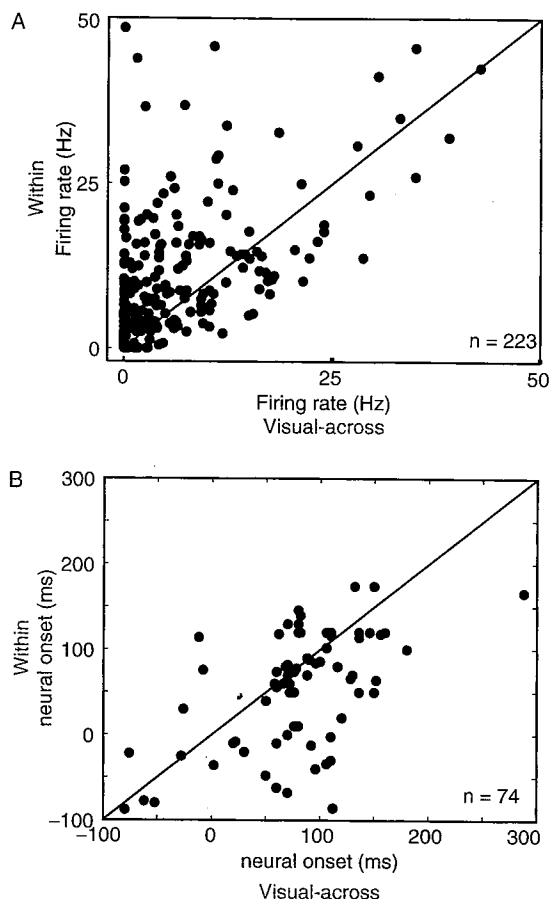 A
50
25
0
Within
Firing rate (Hz)
n = 223
0
25
50
Firing rate (Hz)
Visual-across
B
300
200
100
0
−100
Within
neural onset (ms)
n = 74
−100
0
100
200
300
neural onset (ms)
Visual-across